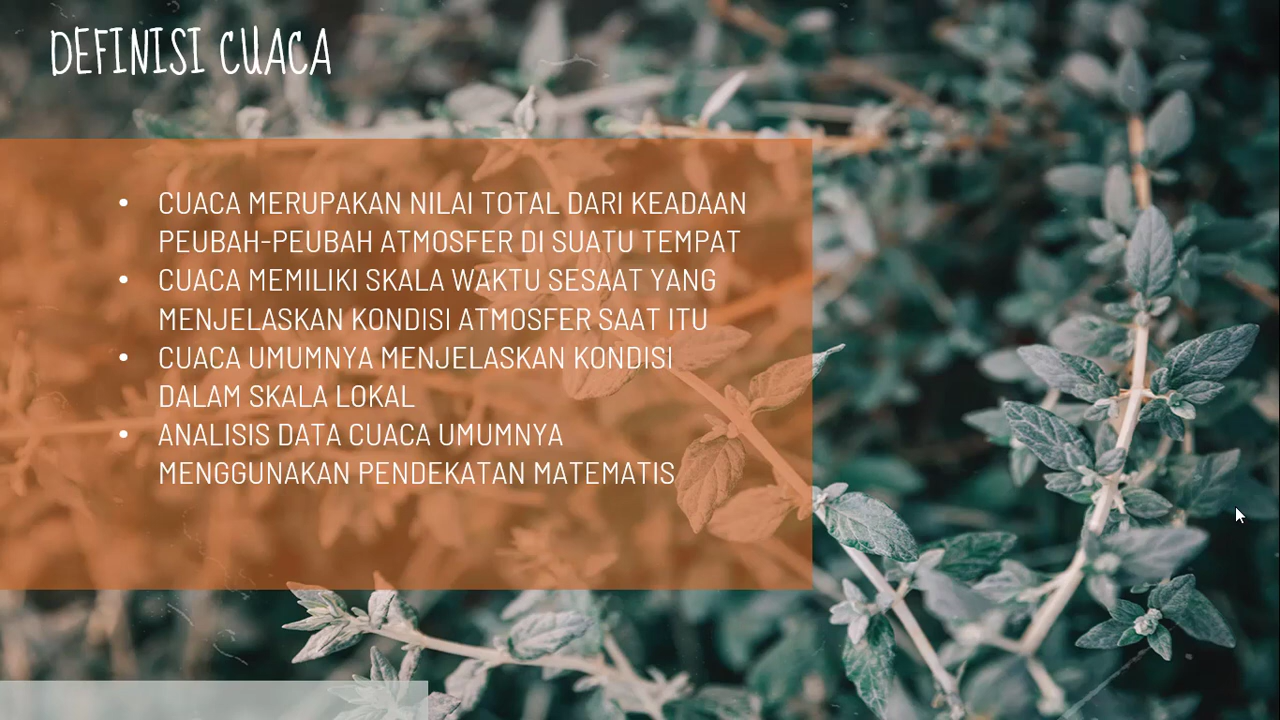 DEFINISI CUACA
• CUACA MERUPAKAN NILAI TOTAL DARI KEADAAN
PEUBAH-PEUBAH ATMOSFER DI SUATU TEMPAT
• CUACA MEMILIKI SKALA WAKTU SESAAT YANG
MENJELASKAN KONDISI ATMOSFER SAAT ITU
• CUACA UMUMNYA MENJELASKAN KONDISI
DALAM SKALA LOKAL
• ANALISIS DATA CUACA UMUMNYA
MENGGUNAKAN PENDEKATAN MATEMATIS